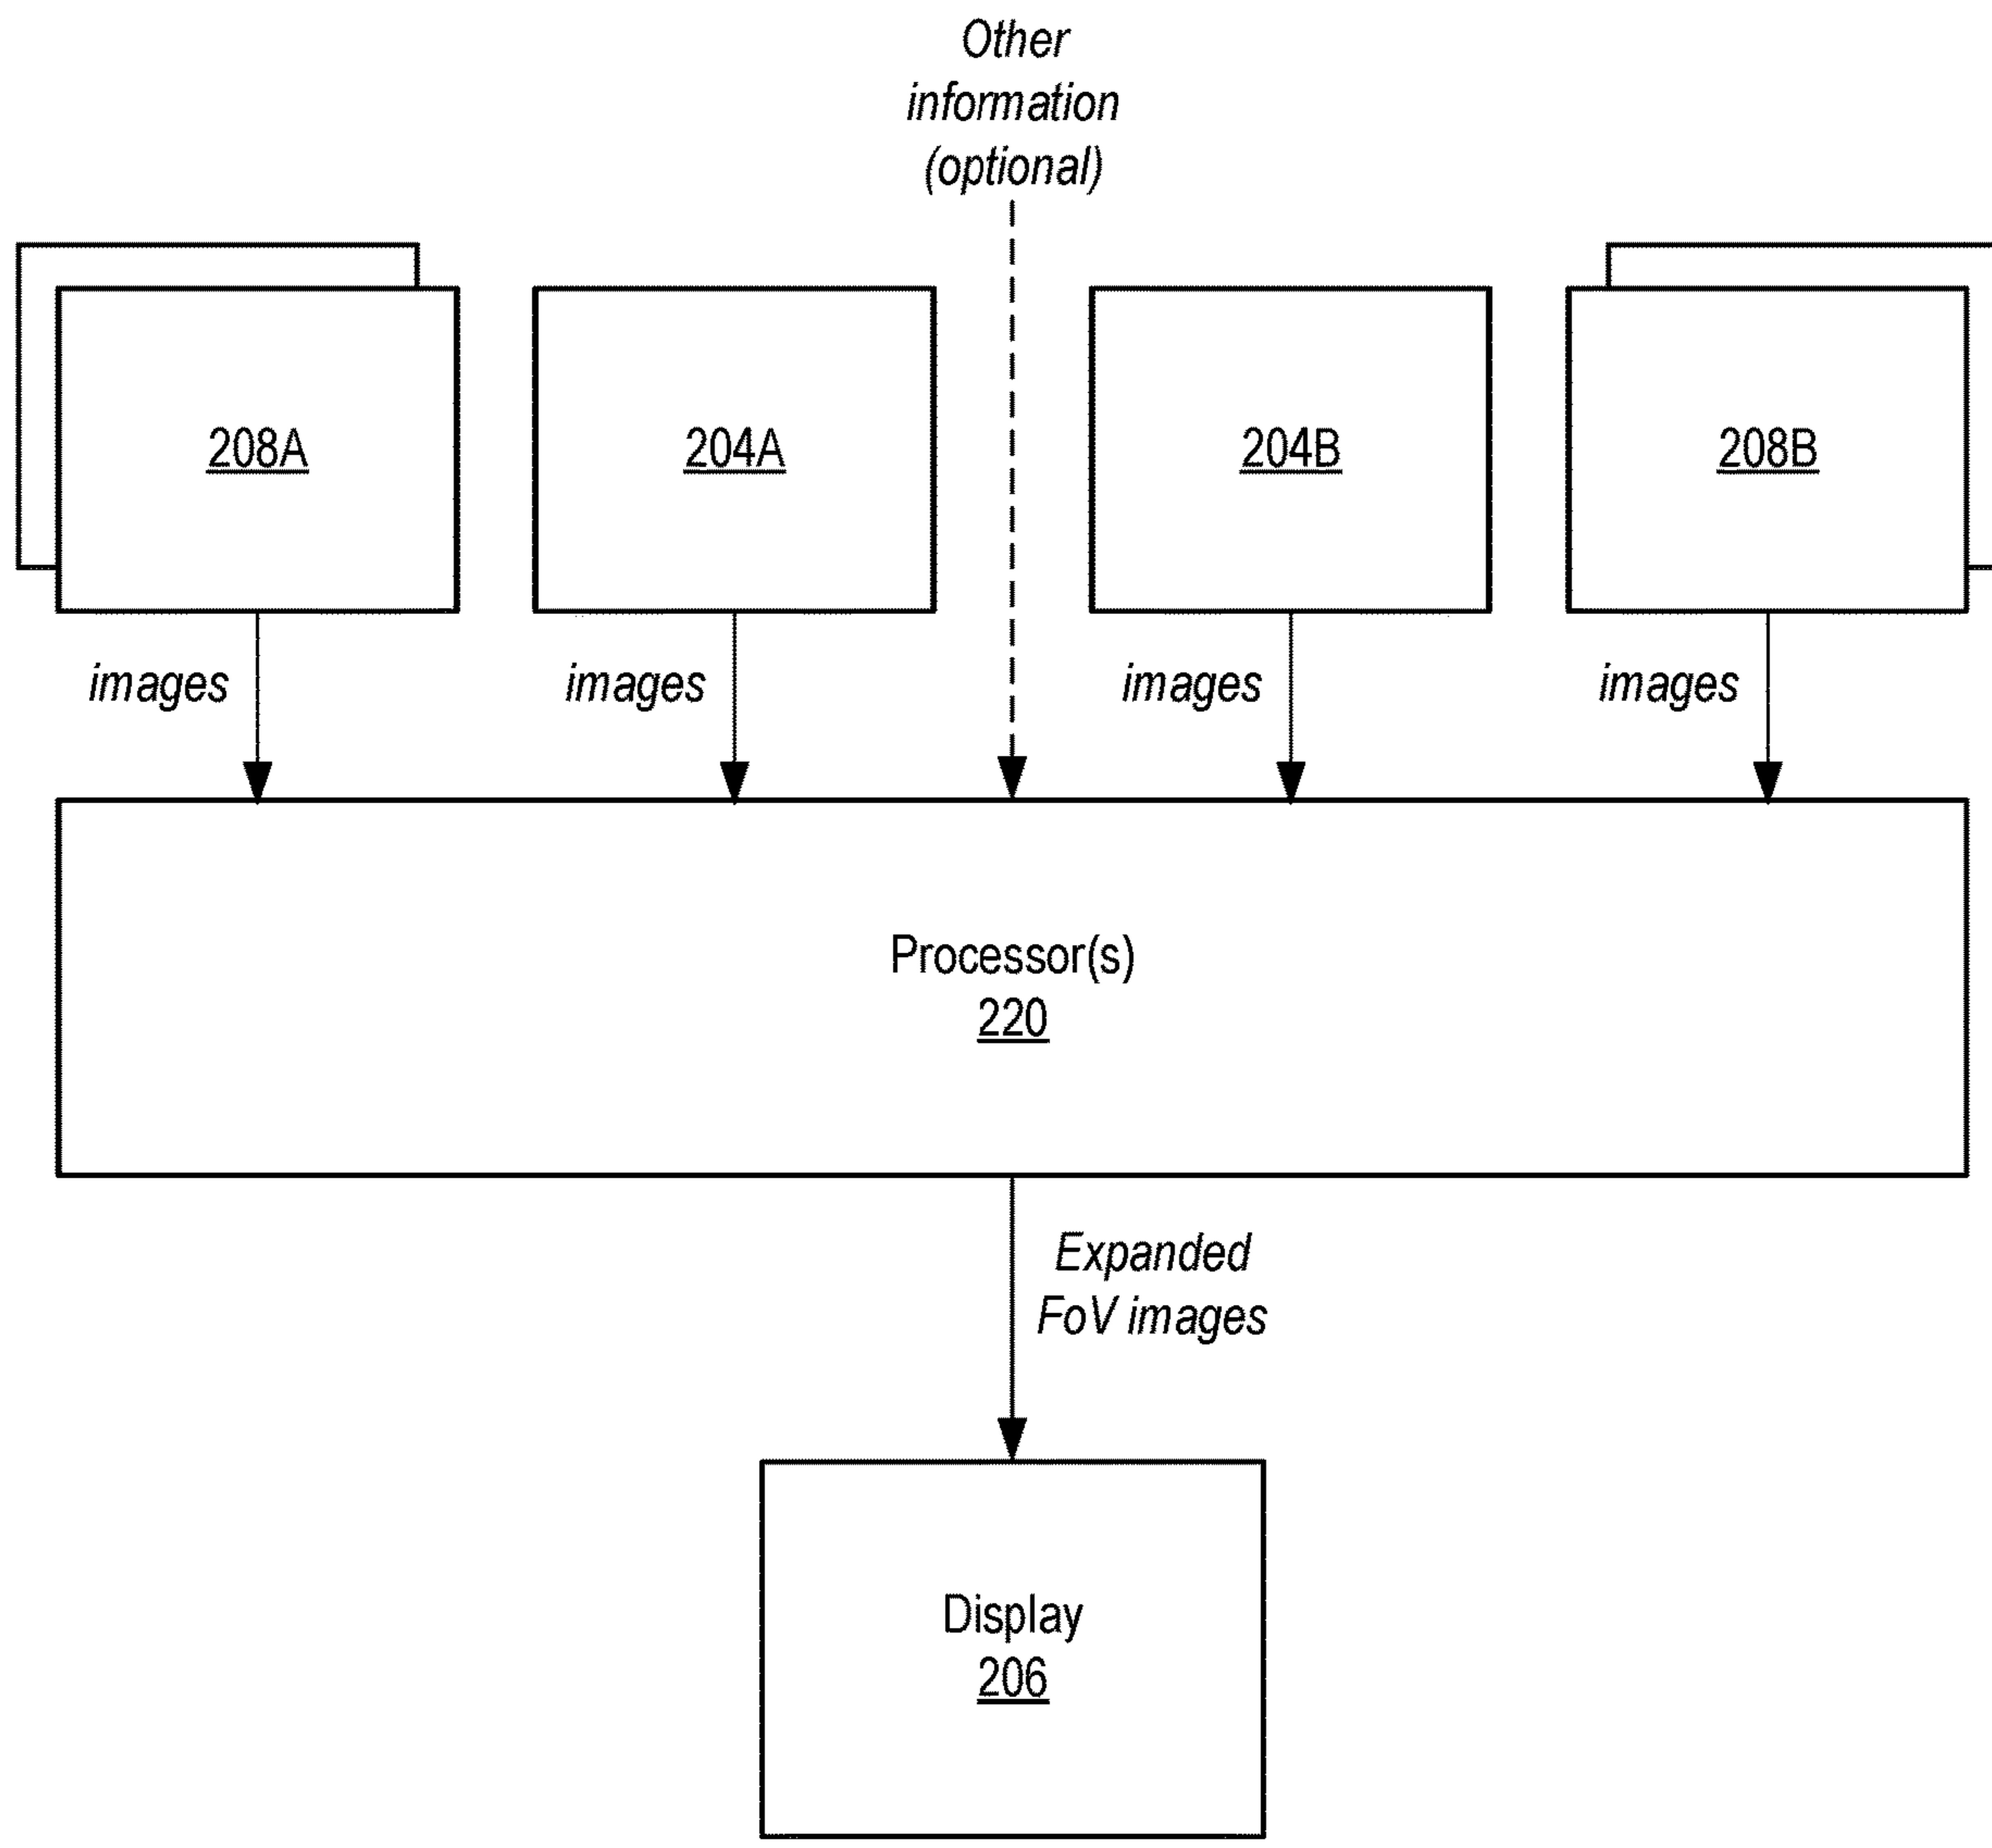 Other
information
(optional)
208A
204A
204B
208B
images
images
images
images
Processor(s)
220
Expanded
FoV images
Display
206